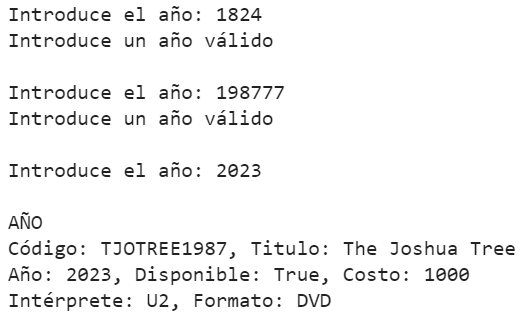 Introduce el año: 1824
Introduce un año válido
Introduce el año: 198777
Introduce un año válido
Introduce el año: 2023
AÑO
Código: TJOTREE1987, Titulo: The Joshua Tree
Año: 2023, Disponible: True, Costo: 1000
Intérprete: U2, Formato: DVD